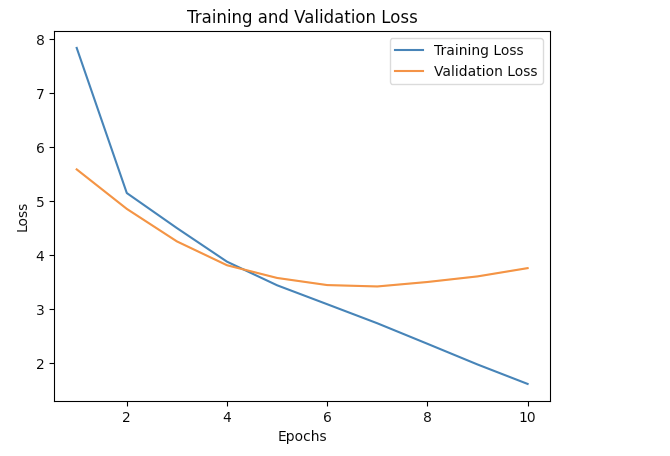 Training and Validation Loss
Training Loss
Validation Loss
8
7
6
5
4
3
2
Loss
2 4 6 8 10
Epochs